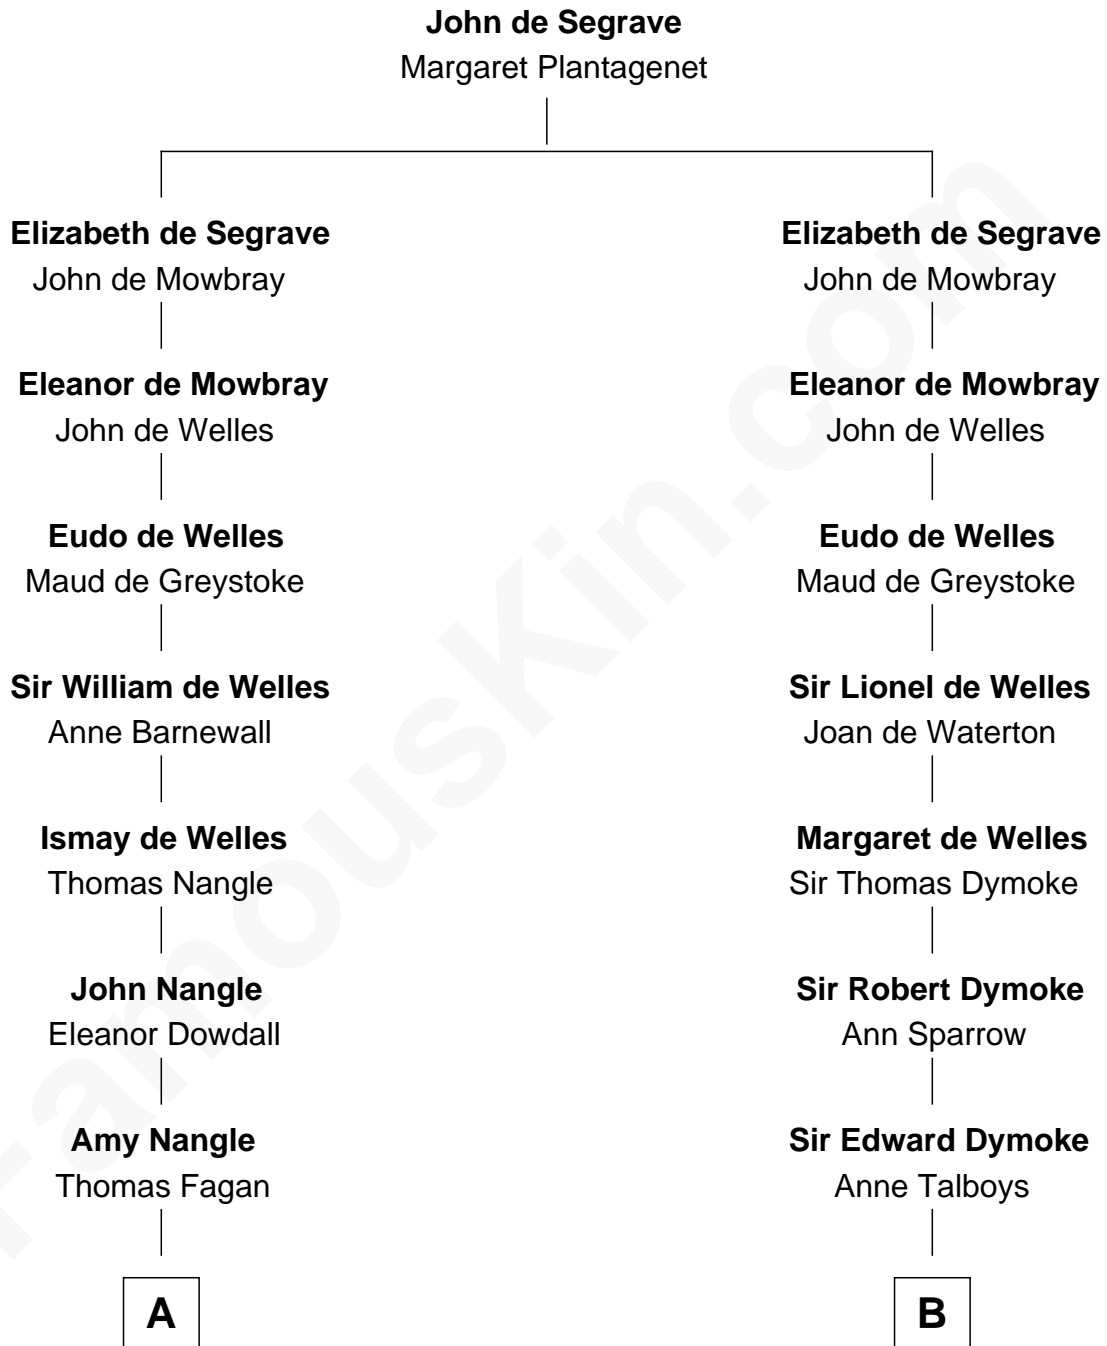 John de Segrave
Margaret Plantagenet
Elizabeth de Segrave
John de Mowbray
Eleanor de Mowbray
John de Welles
Eudo de Welles
Maud de Greystoke
Sir William de Welles
Anne Barnewall
Ismay de Welles
Thomas Nangle
John Nangle
Eleanor Dowdall
Amy Nangle
Thomas Fagan
A
Elizabeth de Segrave
John de Mowbray
Eleanor de Mowbray
John de Welles
Eudo de Welles
Maud de Greystoke
Sir Lionel de Welles
Joan de Waterton
Margaret de Welles
Sir Thomas Dymoke
Sir Robert Dymoke
Ann Sparrow
Sir Edward Dymoke
Anne Talboys
B
FamousKin.com